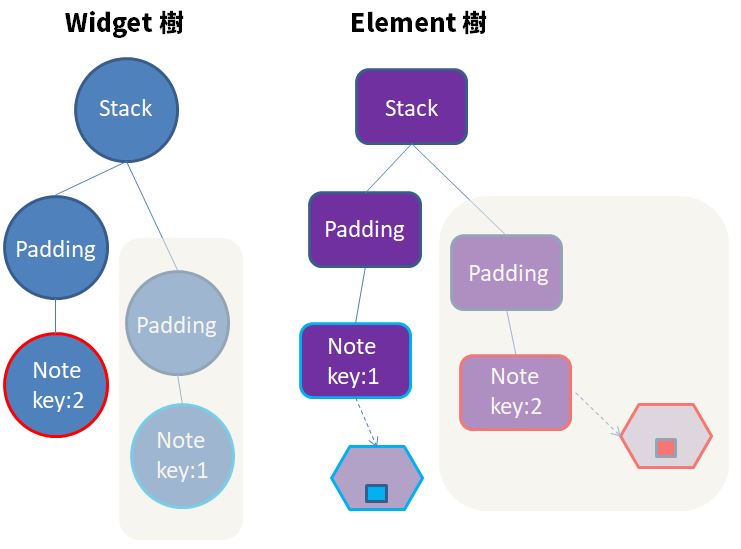 Widget 樹
Element 樹
Stack
Padding
Padding
Note
key:2
Note
key:1
Stack
Padding
Padding
Note
key:1
Note
key:2